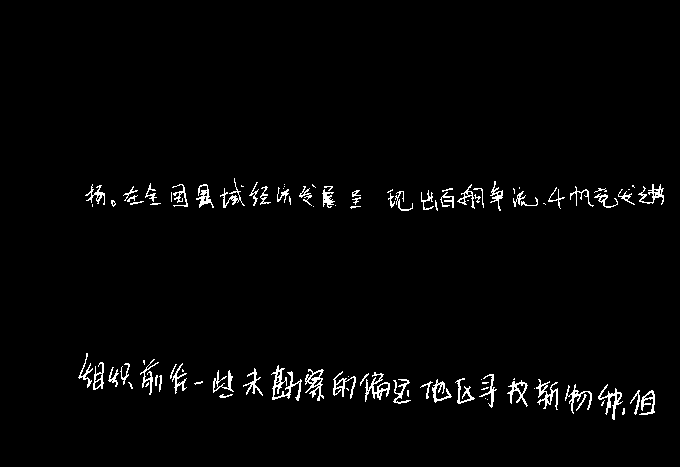 扬。在全国县域经济发展呈现出百舸争流、千帆竞发之势
组织前往一些未勘察的偏远地区寻找新物种,但